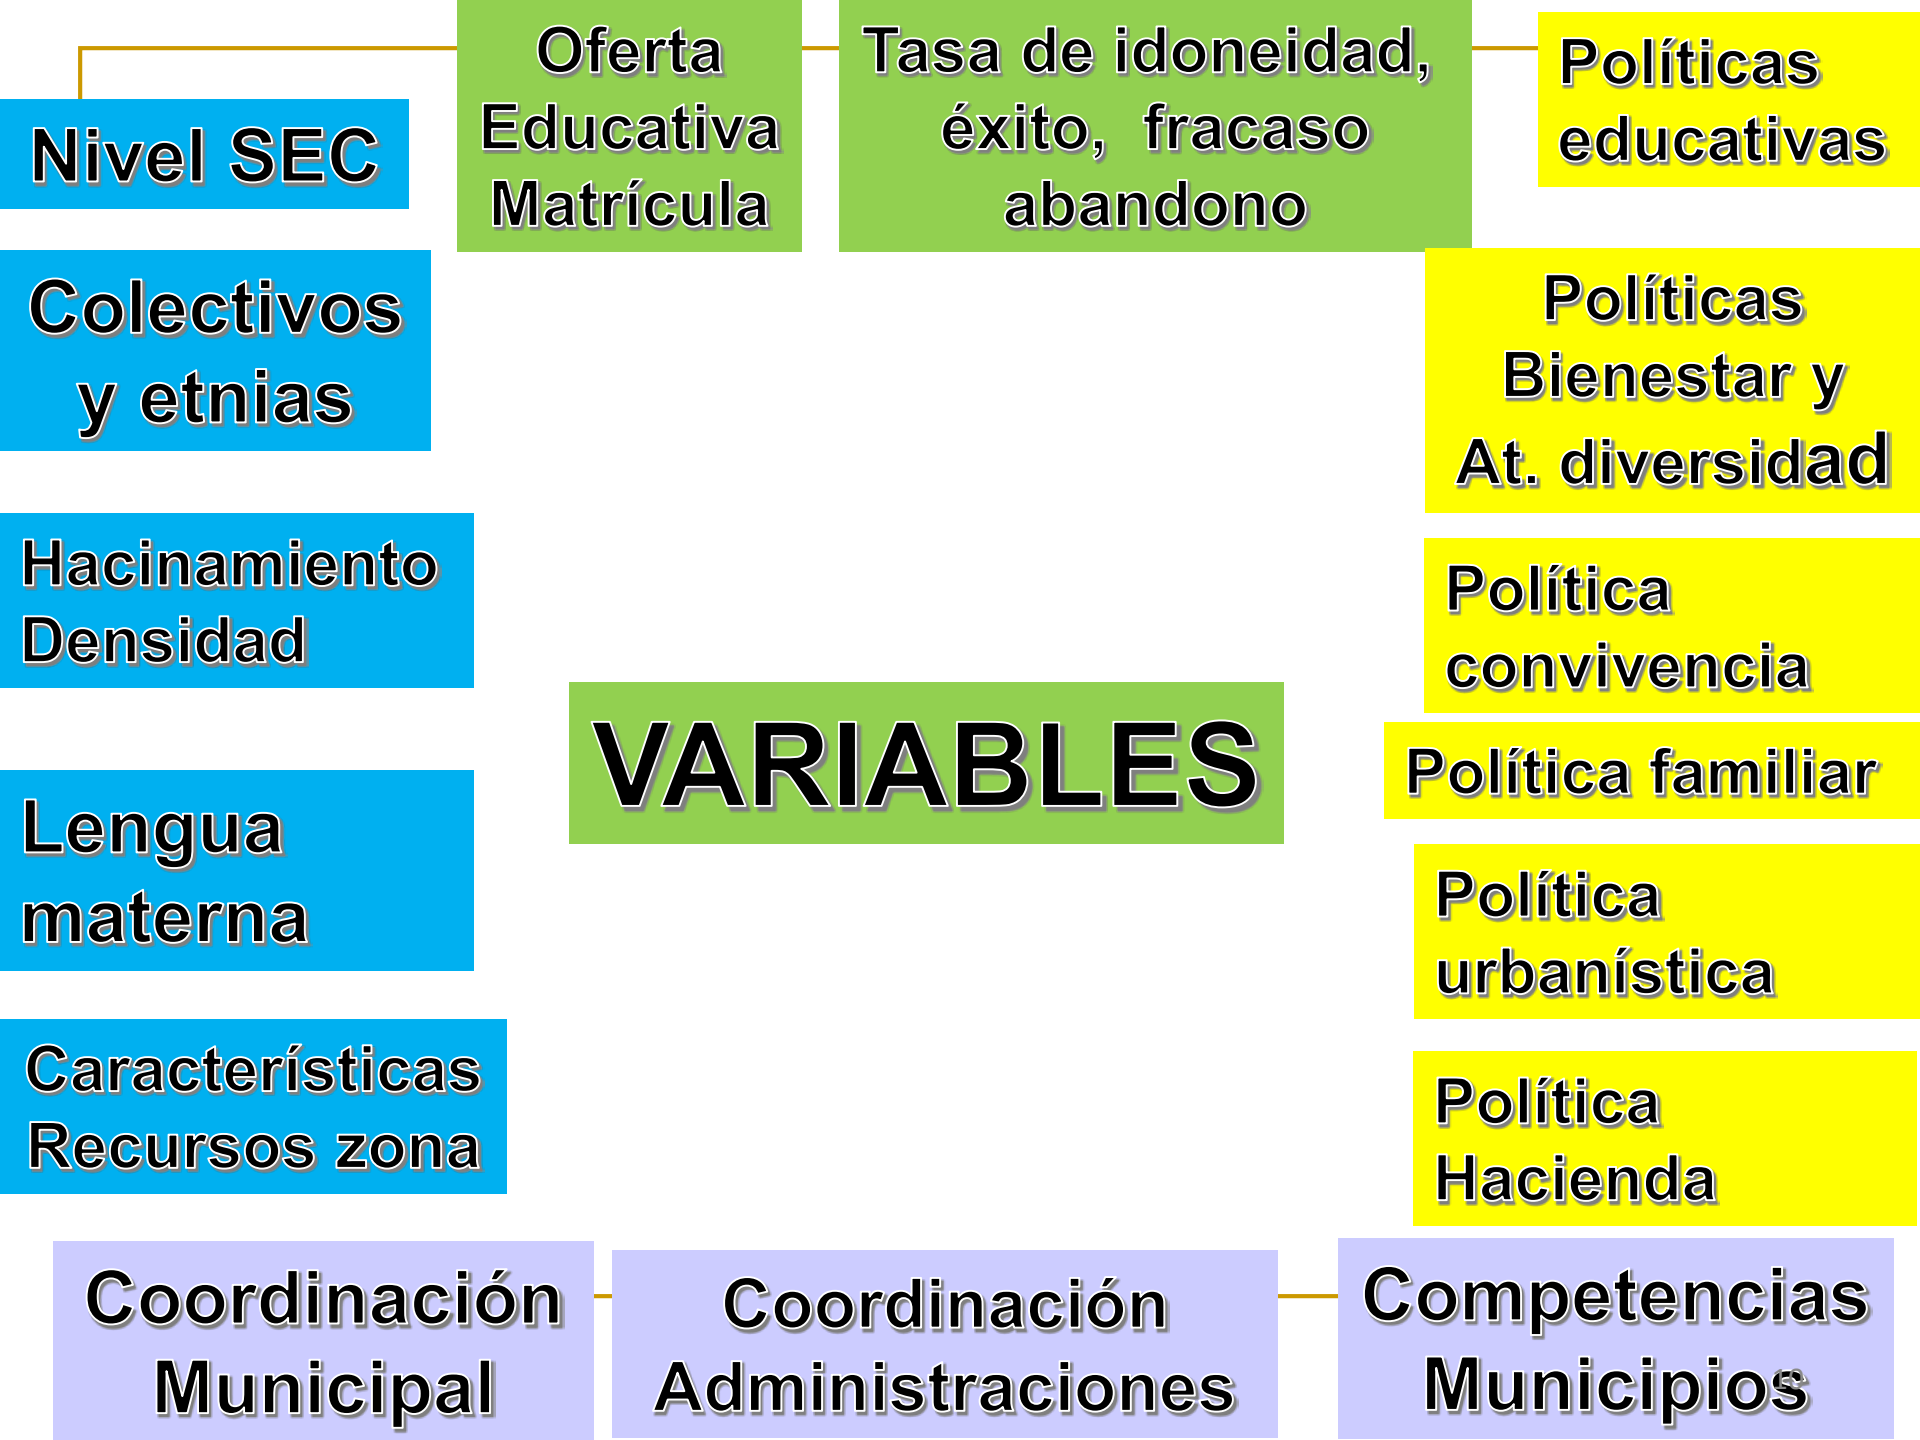 Oferta
Educativa
Matrícula
Tasa de idoneidad,
éxito, fracaso
abandono
Políticas
educativas
Nivel SEC
Colectivos
y etnias
Políticas
Bienestar y
At. diversidad
Hacinamiento
Densidad
Política
convivencia
VARIABLES
Política familiar
Lengua
materna
Política
urbanística
Características
Recursos zona
Política
Hacienda
Coordinación
Municipal
Coordinación
Administraciones
Competencias
Municipios